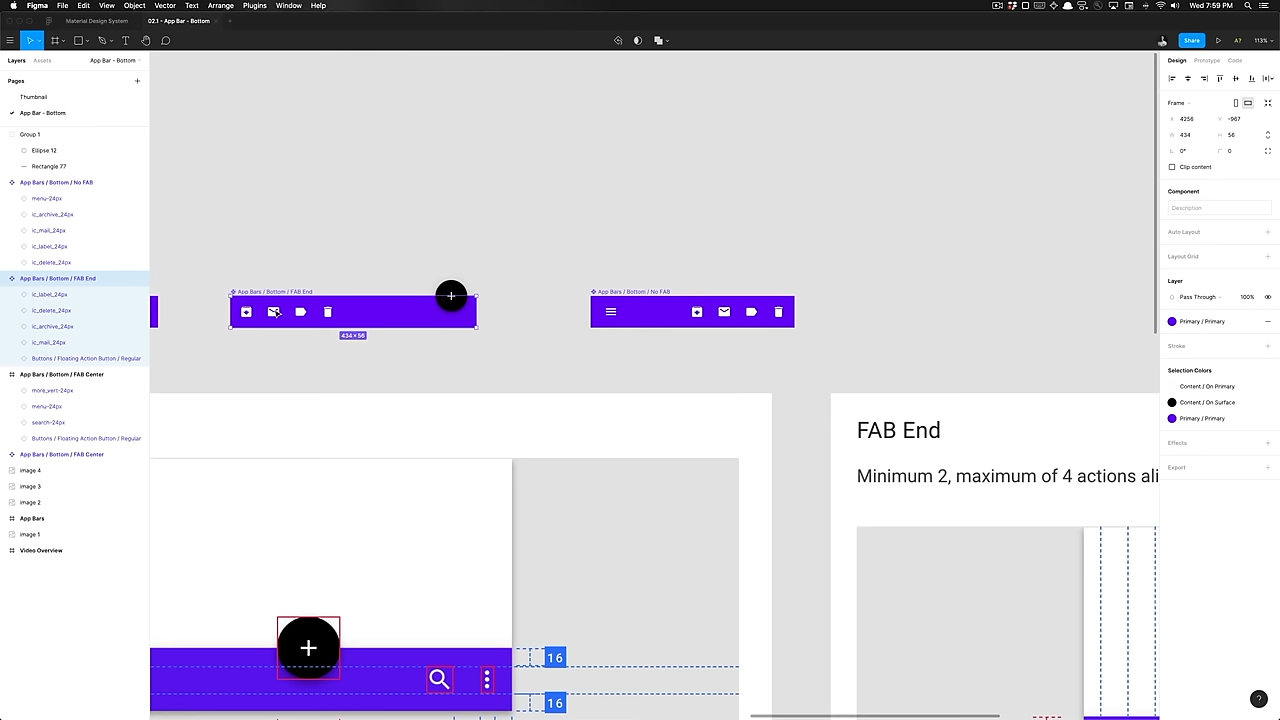 Figma File Edit View Object Vector Text Arrange Plugins Window Help
Wed 7:59 PM
Material Design System
02.1 - App Bar - Bottom
Share
A?
113%
Layers
Assets
App Bar - Bottom
Pages
Thumbnail
App Bar - Bottom
Group 1
Ellipse 12
Rectangle 77
App Bars / Bottom / No FAB
menu-24px
ic_archive_24px
ic_mail_24px
ic_label_24px
ic_delete_24px
App Bars / Bottom / FAB End
ic_label_24px
ic_delete_24px
ic_archive_24px
ic_mail_24px
Buttons / Floating Action Button / Regular
App Bars / Bottom / FAB Center
more_vert-24px
menu-24px
search-24px
Buttons / Floating Action Button / Regular
App Bars / Bottom / FAB Center
image 4
image 3
image 2
App Bars
image 1
Video Overview
App Bars / Bottom / FAB End
434 × 56
App Bars / Bottom / No FAB
FAB End
Minimum 2, maximum of 4 actions ali
16
16
Design
Prototype
Code
Frame
X 4256
Y -967
W 434
H 56
0°
0
Clip content
Component
Description
Auto Layout
Layout Grid
Layer
Pass Through
100%
Primary / Primary
Stroke
Selection Colors
Content / On Primary
Content / On Surface
Primary / Primary
Effects
Export
?